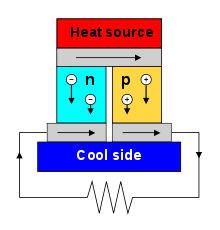 Heat source
n p
− +
− +
Cool side